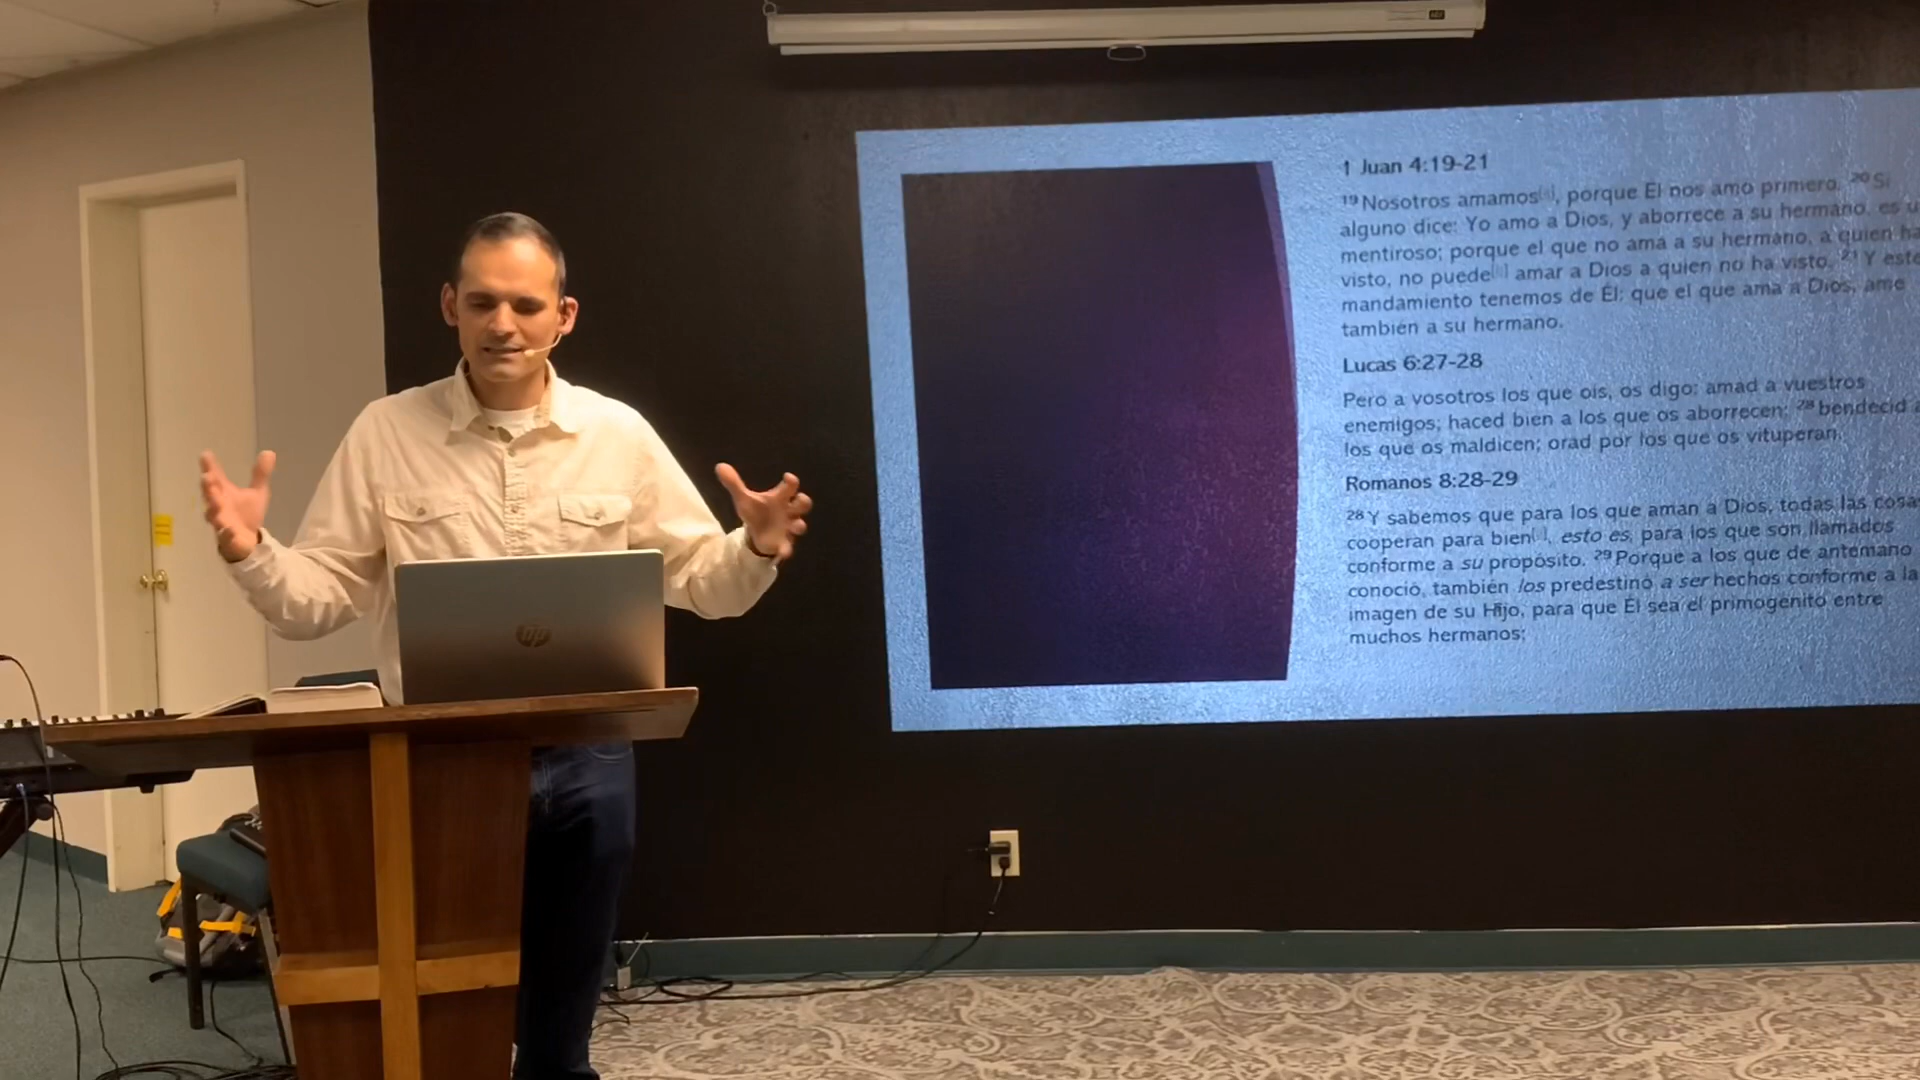 1 Juan 4:19-21
19 Nosotros amamos[], porque Él nos amó primero. 20 Si
alguno dice: Yo amo a Dios, y aborrece a su hermano, es u
mentiroso; porque el que no ama a su hermano, a quien ha
visto, no puede[] amar a Dios a quien no ha visto. 21 Y este
mandamiento tenemos de Él: que el que ama a Dios, ame
también a su hermano.
Lucas 6:27-28
Pero a vosotros los que oís, os digo: amad a vuestros
enemigos; haced bien a los que os aborrecen; 28 bendecid a
los que os maldicen; orad por los que os vituperan.
Romanos 8:28-29
28 Y sabemos que para los que aman a Dios, todas las cosa
cooperan para bien[], esto es, para los que son llamados
conforme a su propósito. 29 Porque a los que de antemano
conoció, también los predestinó a ser hechos conforme a la
imagen de su Hijo, para que Él sea el primogénito entre
muchos hermanos;
hp